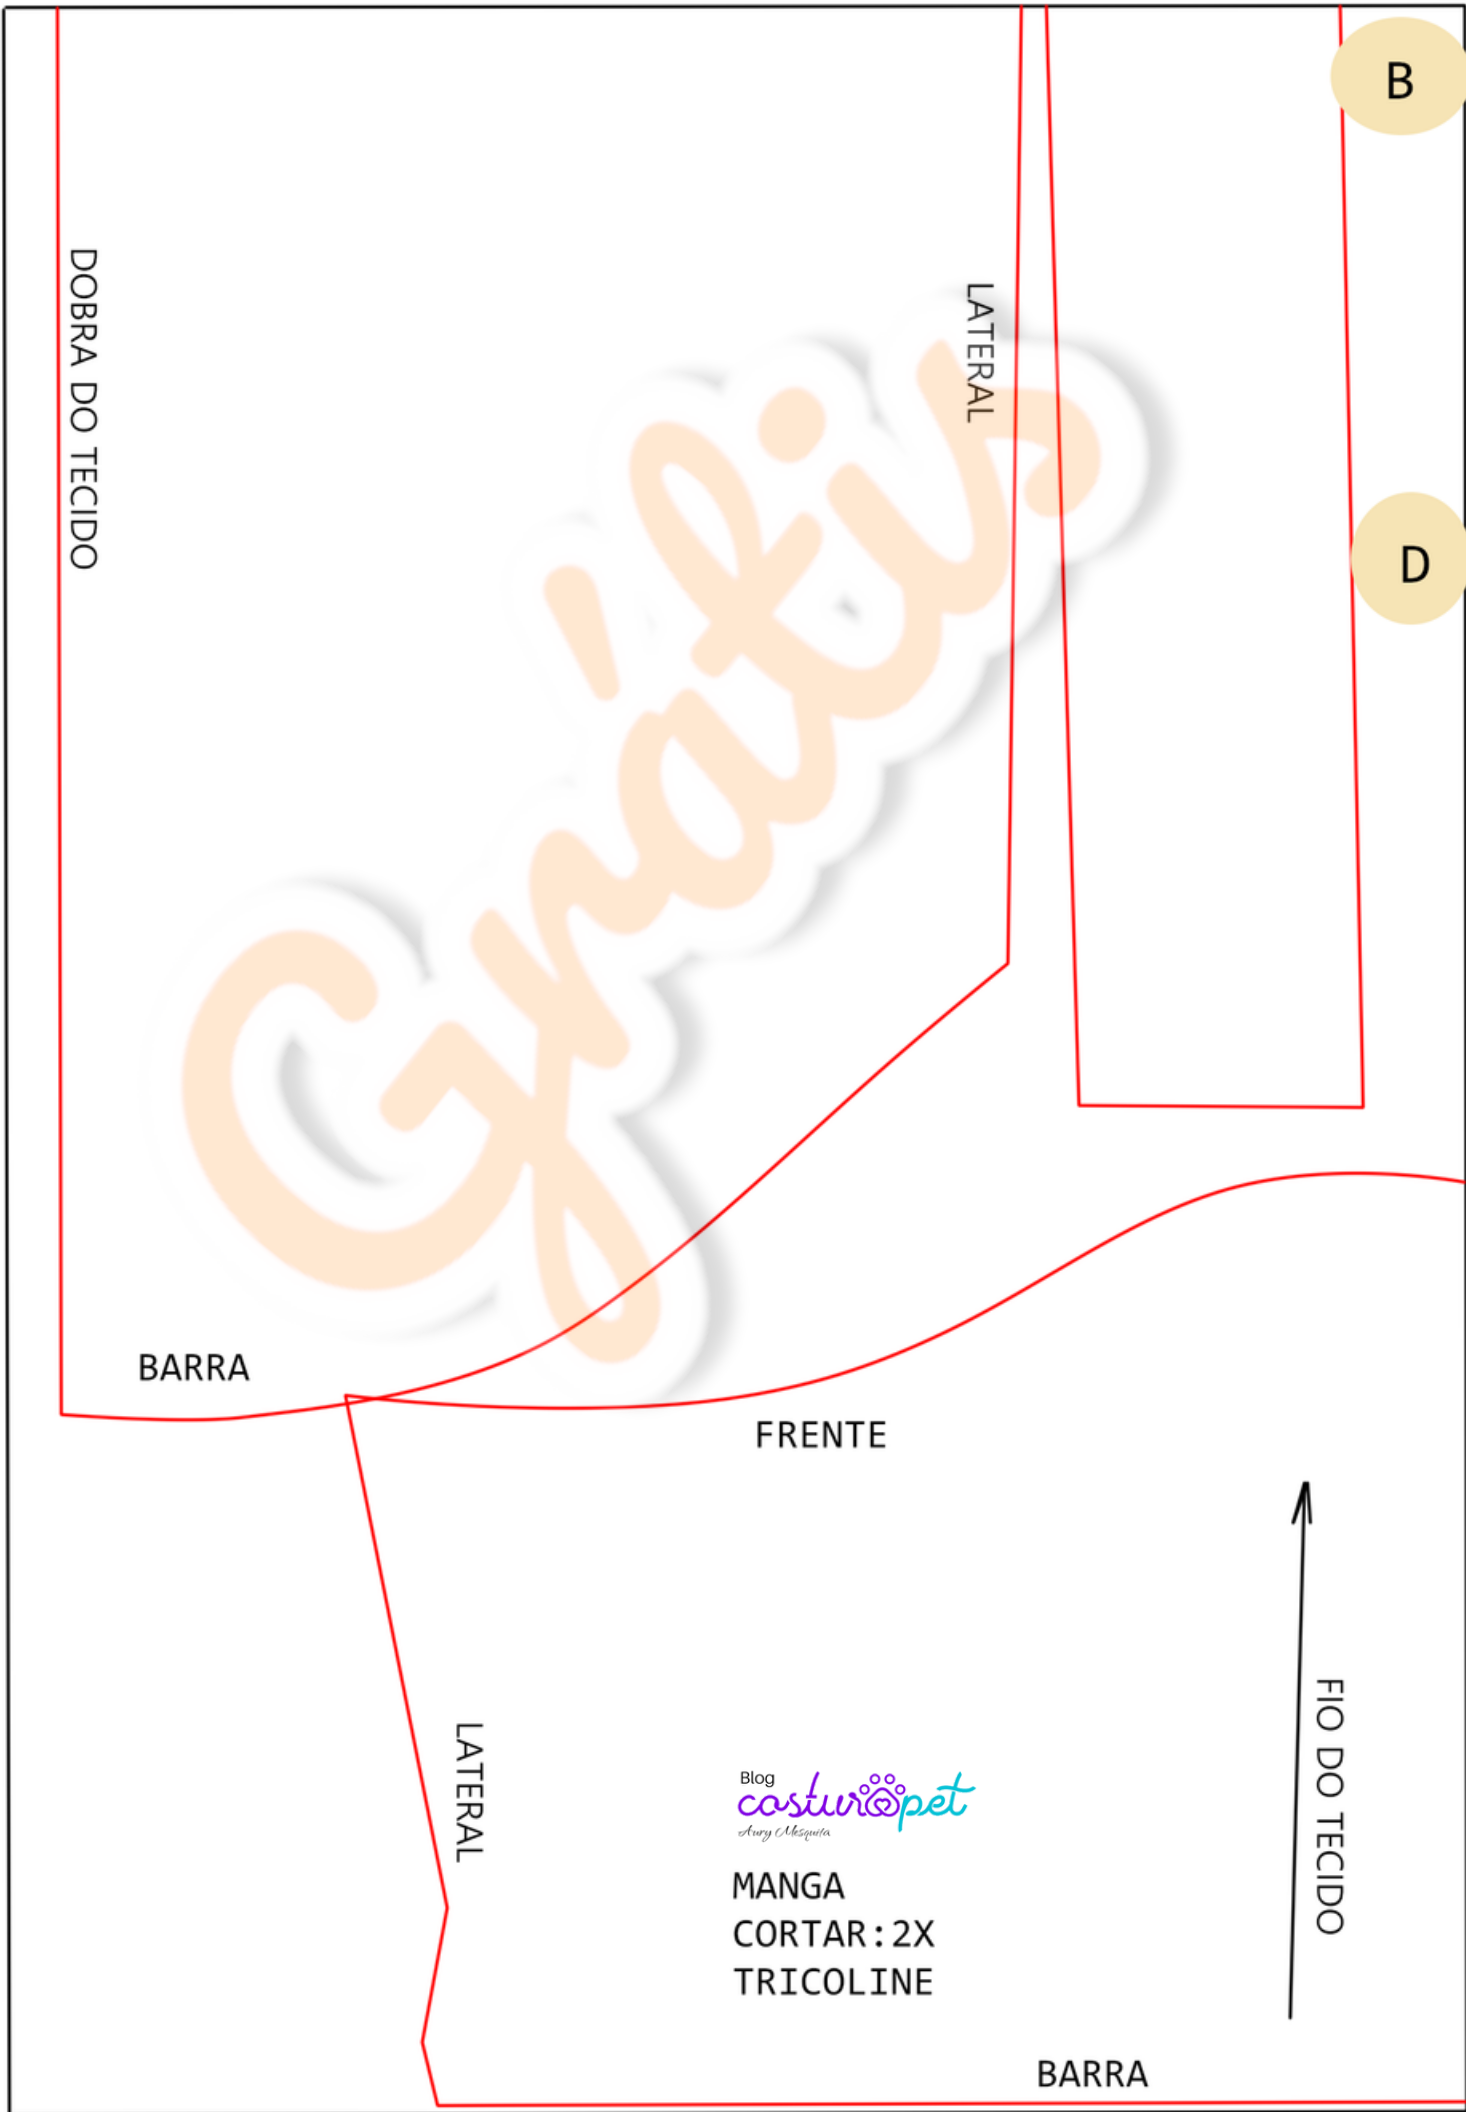 B
DOBRA DO TECIDO
LATERAL
D
Grátis
BARRA
FRENTE
FIO DO TECIDO
LATERAL
Blog
costurapet
Aury Mesquita
MANGA
CORTAR:2X
TRICOLINE
BARRA